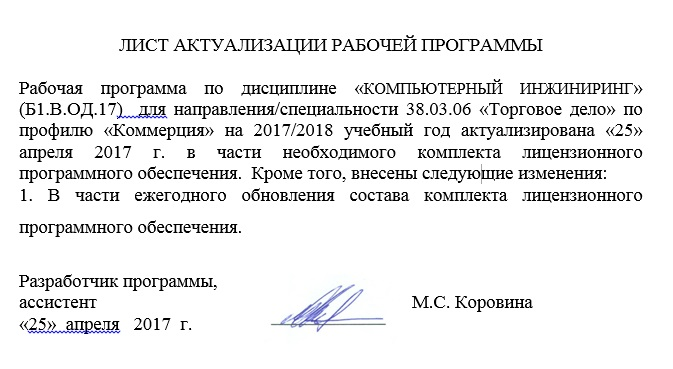 ЛИСТ АКТУАЛИЗАЦИИ РАБОЧЕЙ ПРОГРАММЫ
Рабочая программа по дисциплине «КОМПЬЮТЕРНЫЙ ИНЖИНИРИНГ»
(Б1.В.ОД.17) для направления/специальности 38.03.06 «Торговое дело» по
профилю «Коммерция» на 2017/2018 учебный год актуализирована «25»
апреля 2017 г. в части необходимого комплекта лицензионного
программного обеспечения. Кроме того, внесены следующие изменения:
1. В части ежегодного обновления состава комплекта лицензионного
программного обеспечения.
Разработчик программы,
ассистент М.С. Коровина
«25» апреля 2017 г.